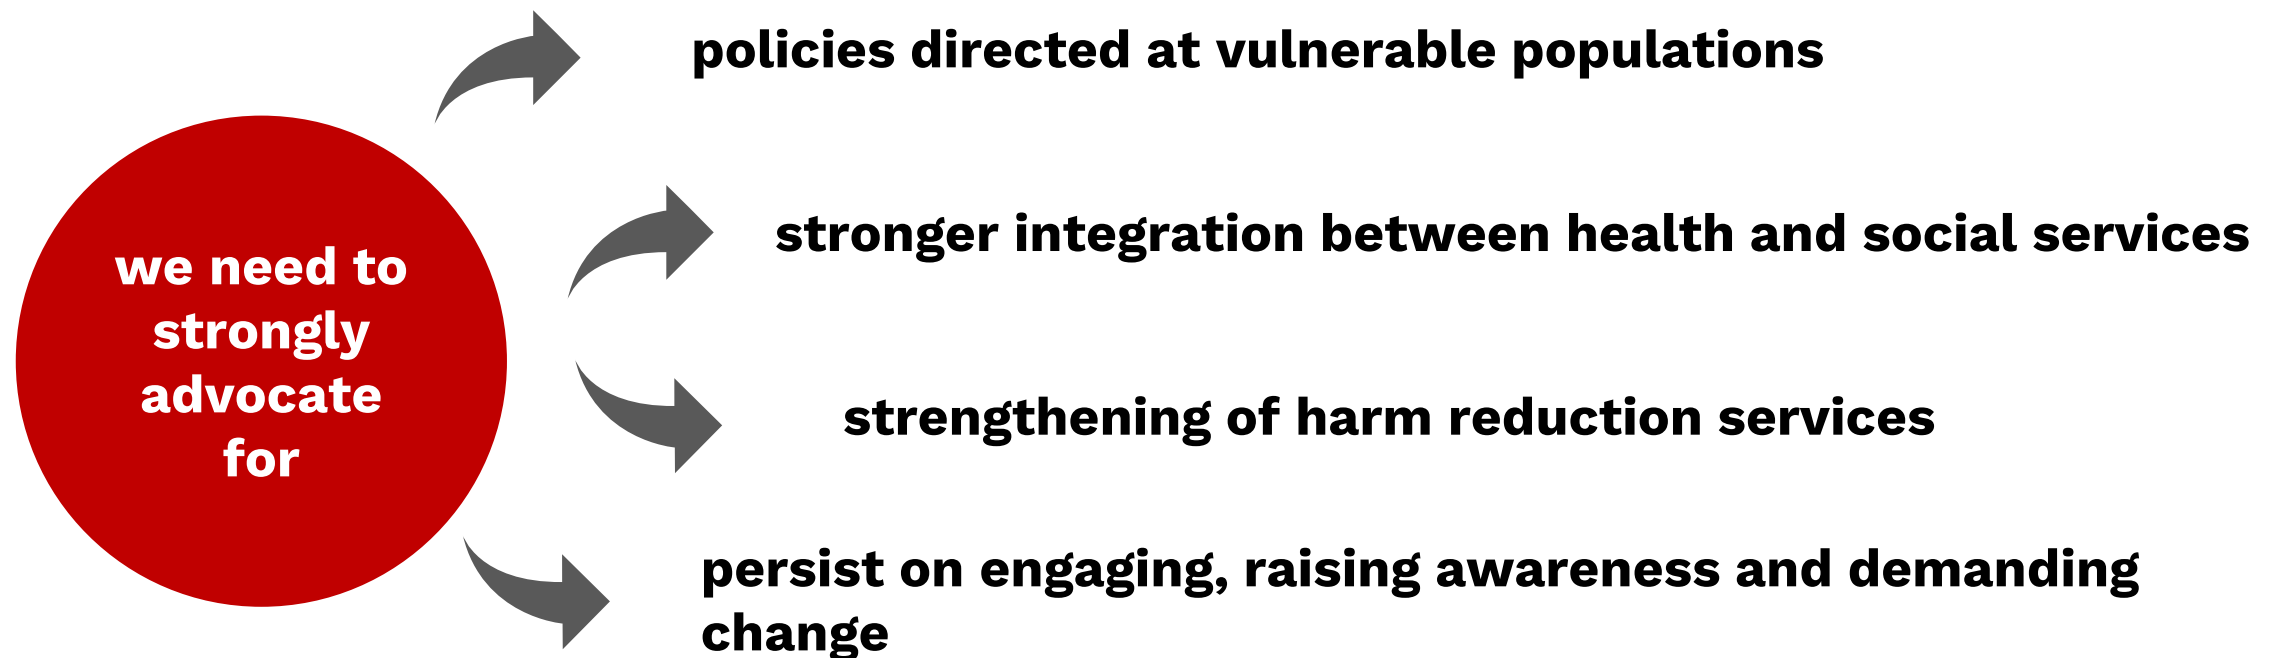 we need to
strongly
advocate
for
policies directed at vulnerable populations
stronger integration between health and social services
strengthening of harm reduction services
persist on engaging, raising awareness and demanding
change